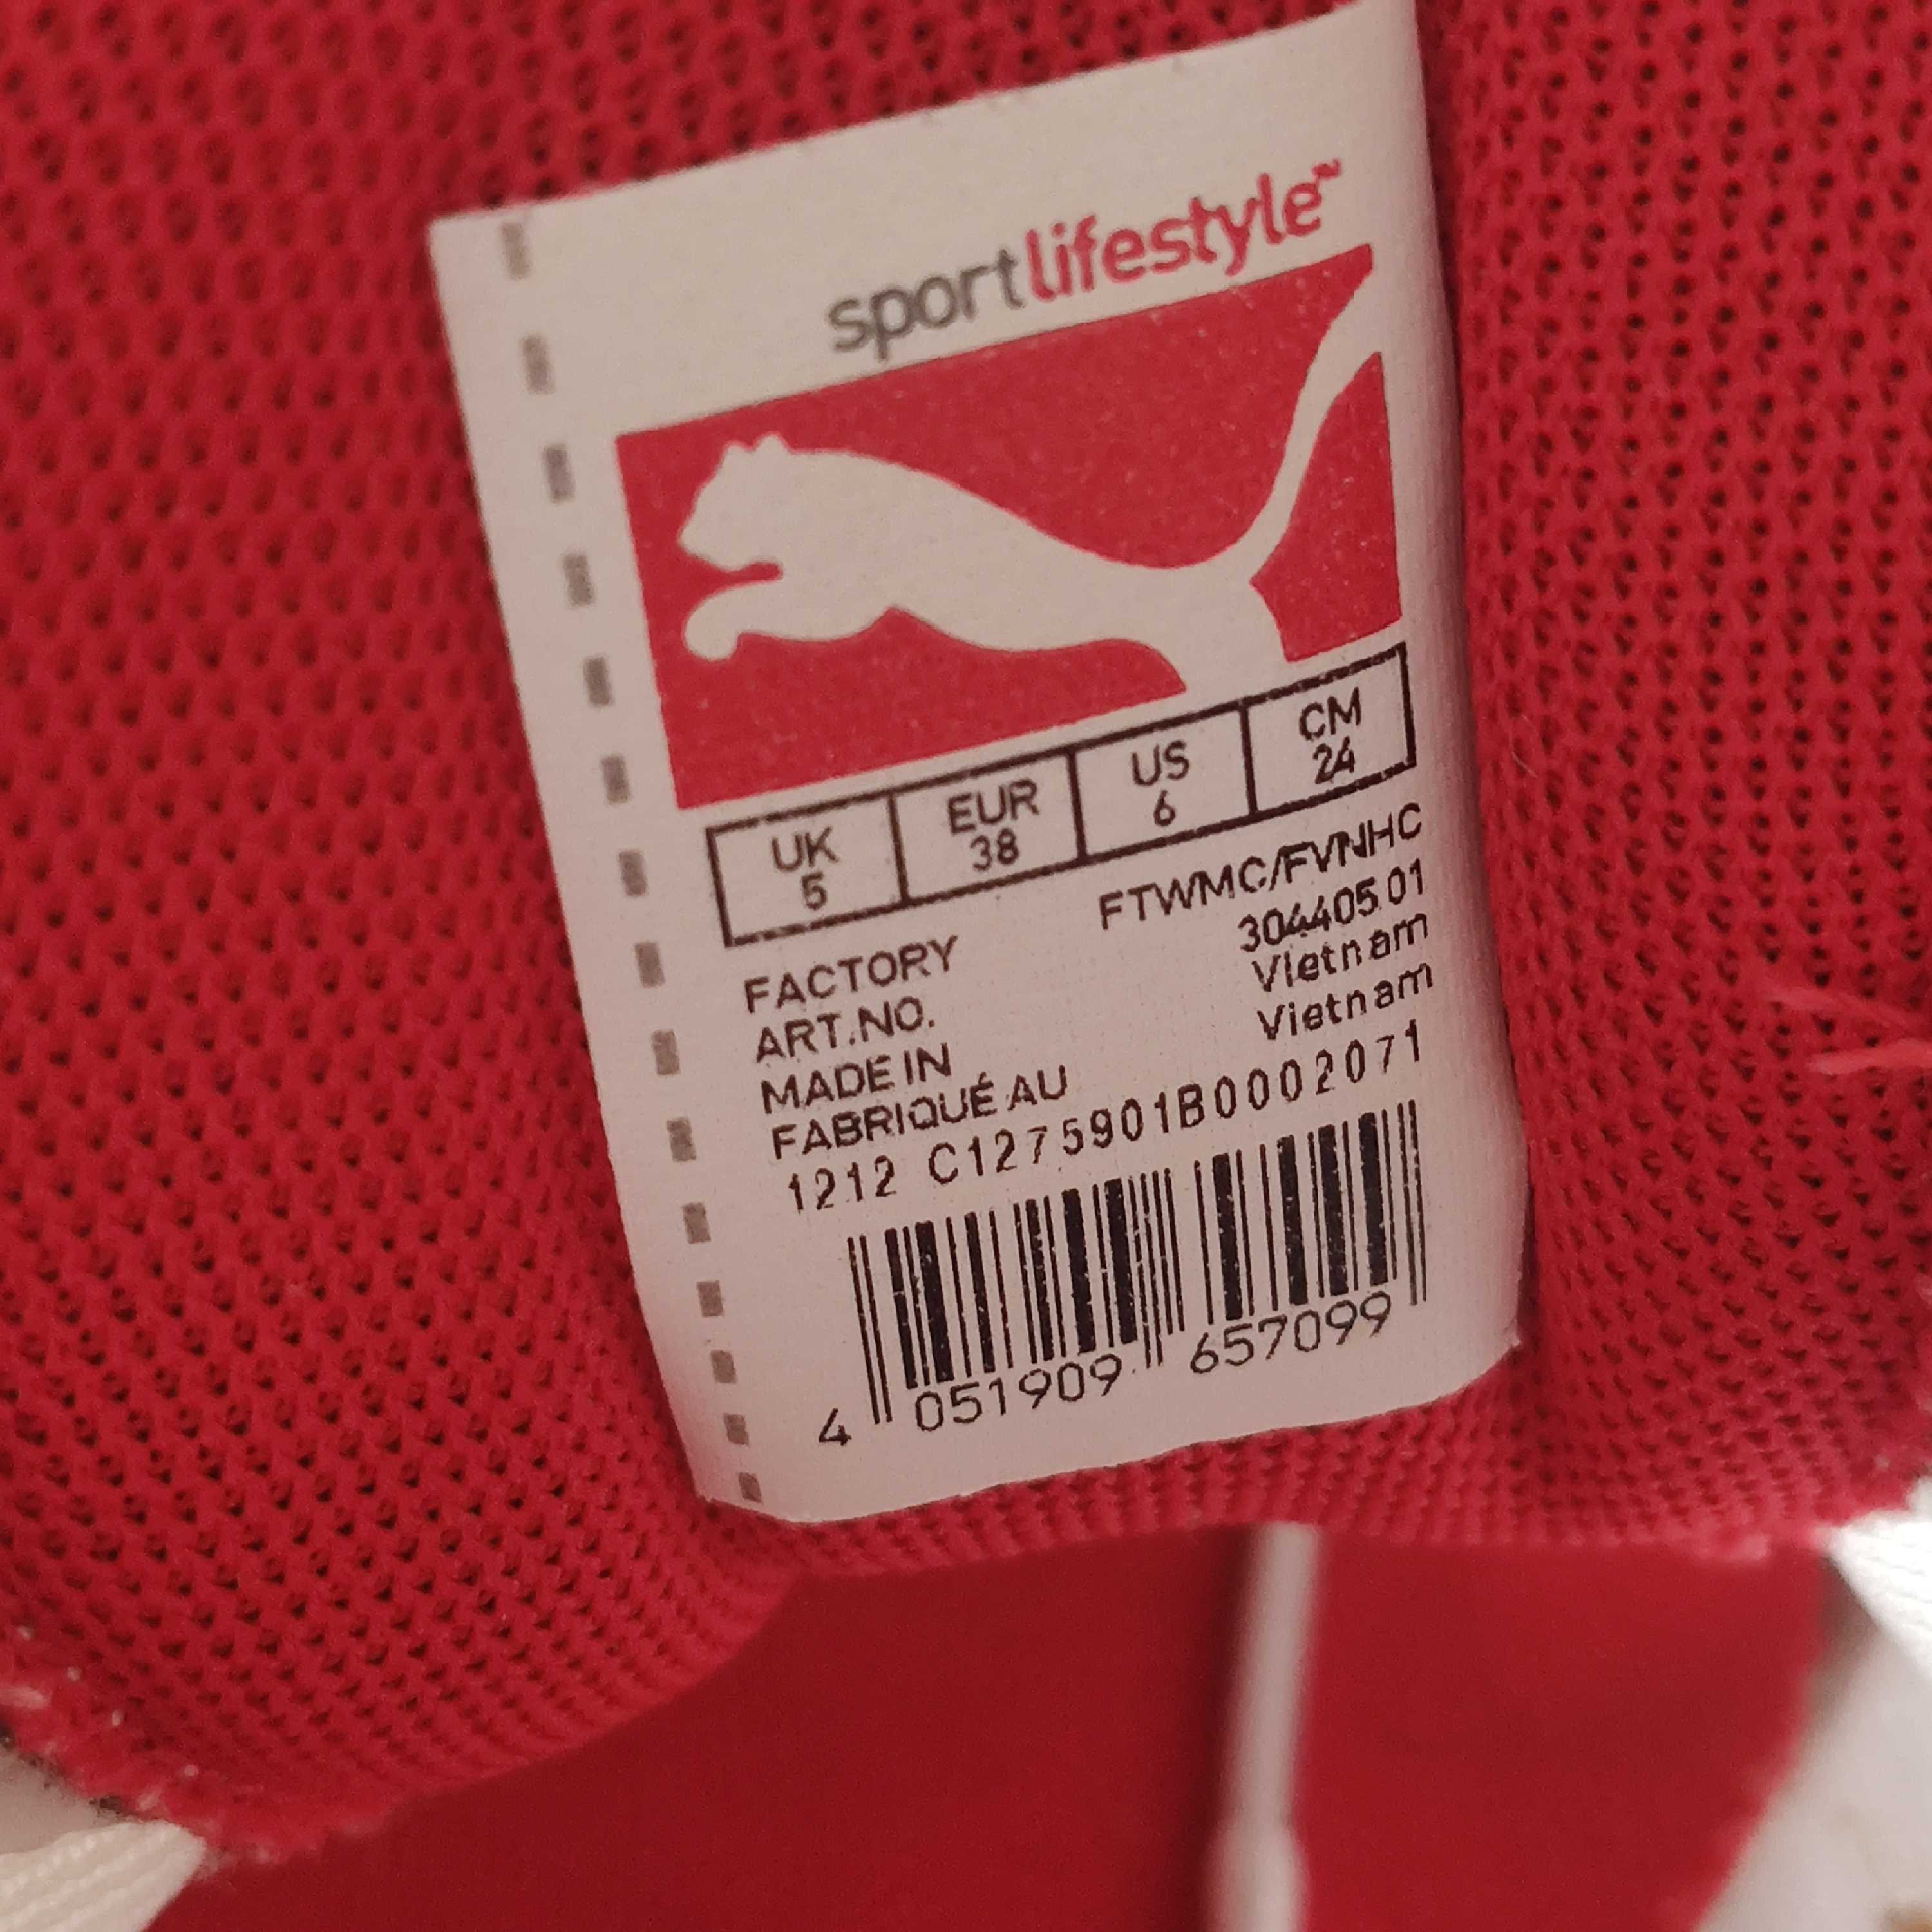 sportlifestyle™
UK EUR US CM
5 38 6 24
FACTORY FTWMC/FVNHC
ART.NO. 304405 01
MADE IN Vietnam
FABRIQUÉ AU Vietnam
1212 C1275901B0002071
4 051909 657099